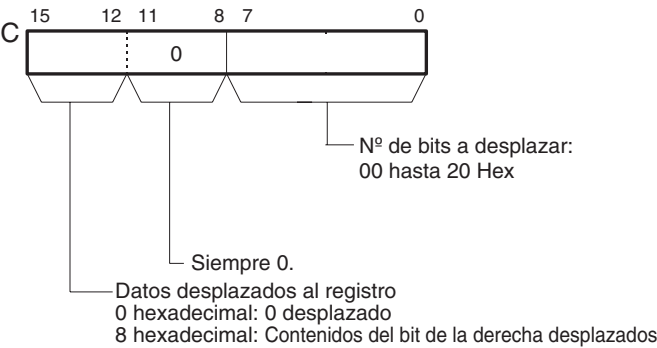 15 12 11 8 7 0
C
0
Nº de bits a desplazar:
00 hasta 20 Hex
Siempre 0.
Datos desplazados al registro
0 hexadecimal: 0 desplazado
8 hexadecimal: Contenidos del bit de la derecha desplazados